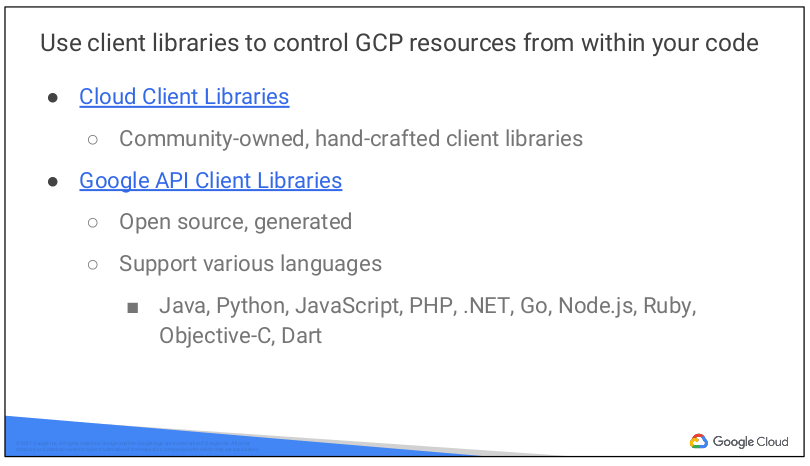 Use client libraries to control GCP resources from within your code
● Cloud Client Libraries
○ Community-owned, hand-crafted client libraries
● Google API Client Libraries
○ Open source, generated
○ Support various languages
■ Java, Python, JavaScript, PHP, .NET, Go, Node.js, Ruby,
Objective-C, Dart
Google Cloud